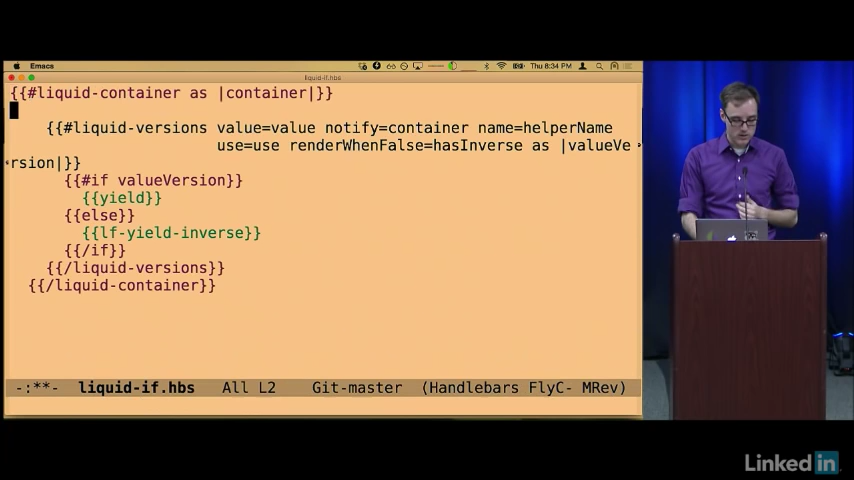 Emacs
Thu 8:34 PM
liquid-if.hbs
{{#liquid-container as |container|}}
{{#liquid-versions value=value notify=container name=helperName
use=use renderWhenFalse=hasInverse as |valueVe
rsion|}}
{{#if valueVersion}}
{{yield}}
{{else}}
{{lf-yield-inverse}}
{{/if}}
{{/liquid-versions}}
{{/liquid-container}}
-:**- liquid-if.hbs All L2 Git-master (Handlebars FlyC- MRev)
Linked in